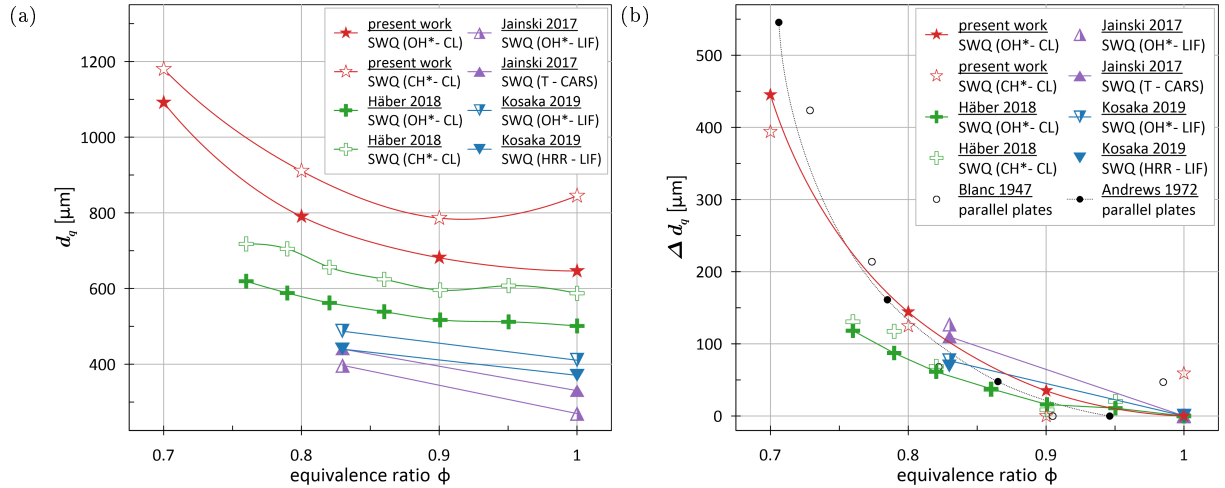 (a)
1200
1000
800
600
400
d_q [µm]
0.7
0.8
0.9
1
equivalence ratio ϕ
present work
SWQ (OH*- CL)
present work
SWQ (CH*- CL)
Häber 2018
SWQ (OH*- CL)
Häber 2018
SWQ (CH*- CL)
Jainski 2017
SWQ (OH*- LIF)
Jainski 2017
SWQ (T - CARS)
Kosaka 2019
SWQ (OH*- LIF)
Kosaka 2019
SWQ (HRR - LIF)
(b)
500
400
300
200
100
0
Δ d_q [µm]
0.7
0.8
0.9
1
equivalence ratio ϕ
present work
SWQ (OH*- CL)
present work
SWQ (CH*- CL)
Häber 2018
SWQ (OH*- CL)
Häber 2018
SWQ (CH*- CL)
Blanc 1947
parallel plates
Jainski 2017
SWQ (OH*- LIF)
Jainski 2017
SWQ (T - CARS)
Kosaka 2019
SWQ (OH*- LIF)
Kosaka 2019
SWQ (HRR - LIF)
Andrews 1972
parallel plates